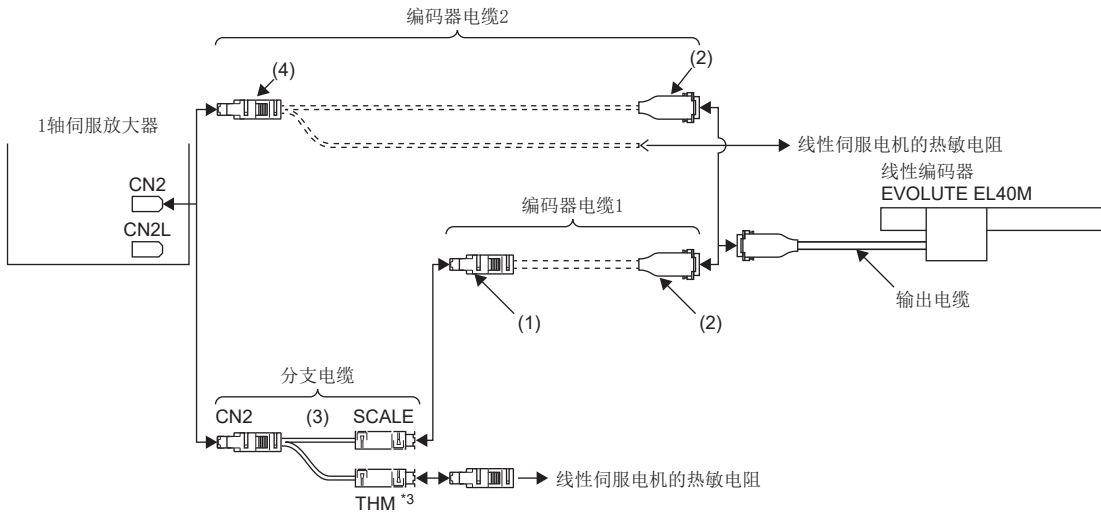 编码器电缆2
(4)
(2)
1轴伺服放大器
线性伺服电机的热敏电阻
线性编码器
EVOLUTE EL40M
CN2
编码器电缆1
CN2L
输出电缆
(1)
(2)
分支电缆
CN2
(3)
SCALE
线性伺服电机的热敏电阻
THM *3